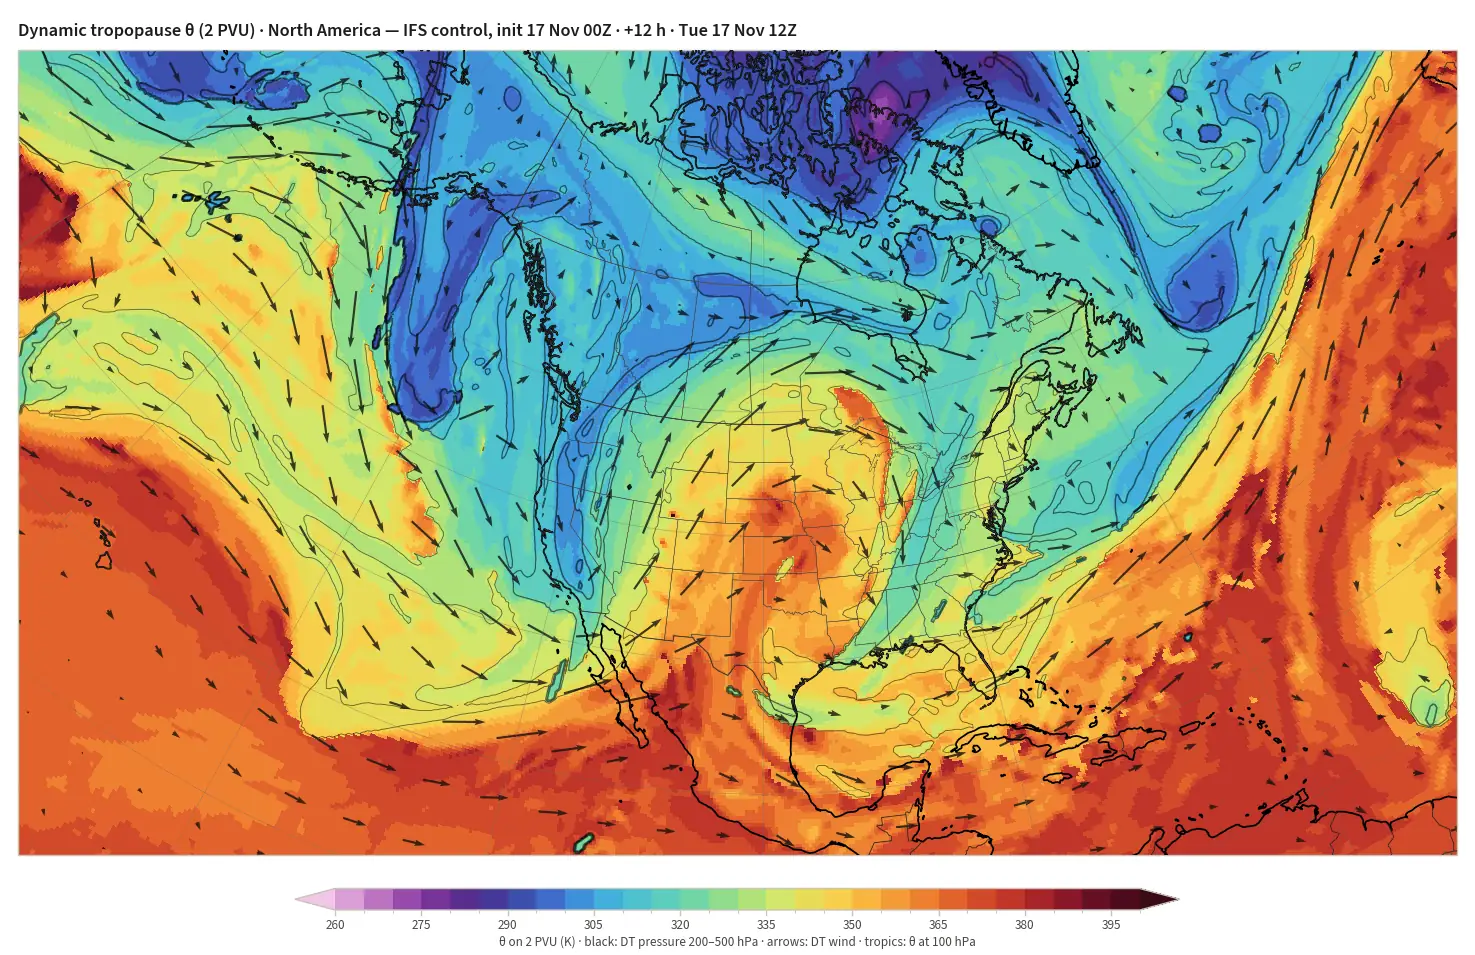 Dynamic tropopause θ (2 PVU) · North America — IFS control, init 17 Nov 00Z · +12 h · Tue 17 Nov 12Z
260 275 290 305 320 335 350 365 380 395
θ on 2 PVU (K) · black: DT pressure 200–500 hPa · arrows: DT wind · tropics: θ at 100 hPa